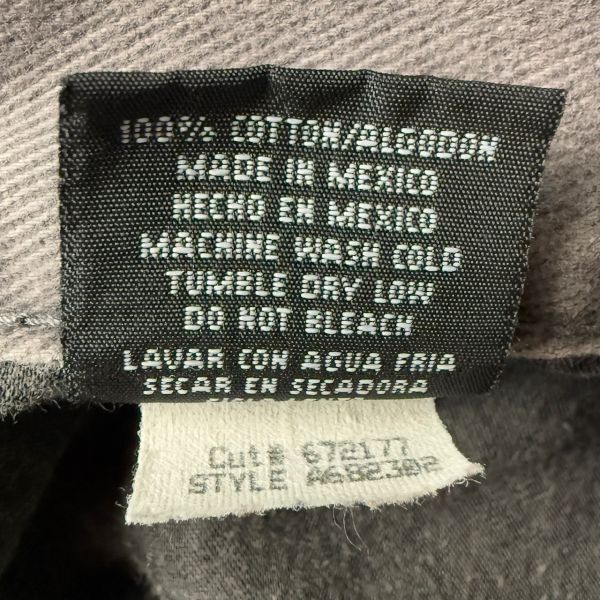 100% COTTON/ALGODON
MADE IN MEXICO
HECHO EN MEXICO
MACHINE WASH COLD
TUMBLE DRY LOW
DO NOT BLEACH
LAVAR CON AGUA FRIA
SECAR EN SECADORA
Cut# 672177
STYLE A682302